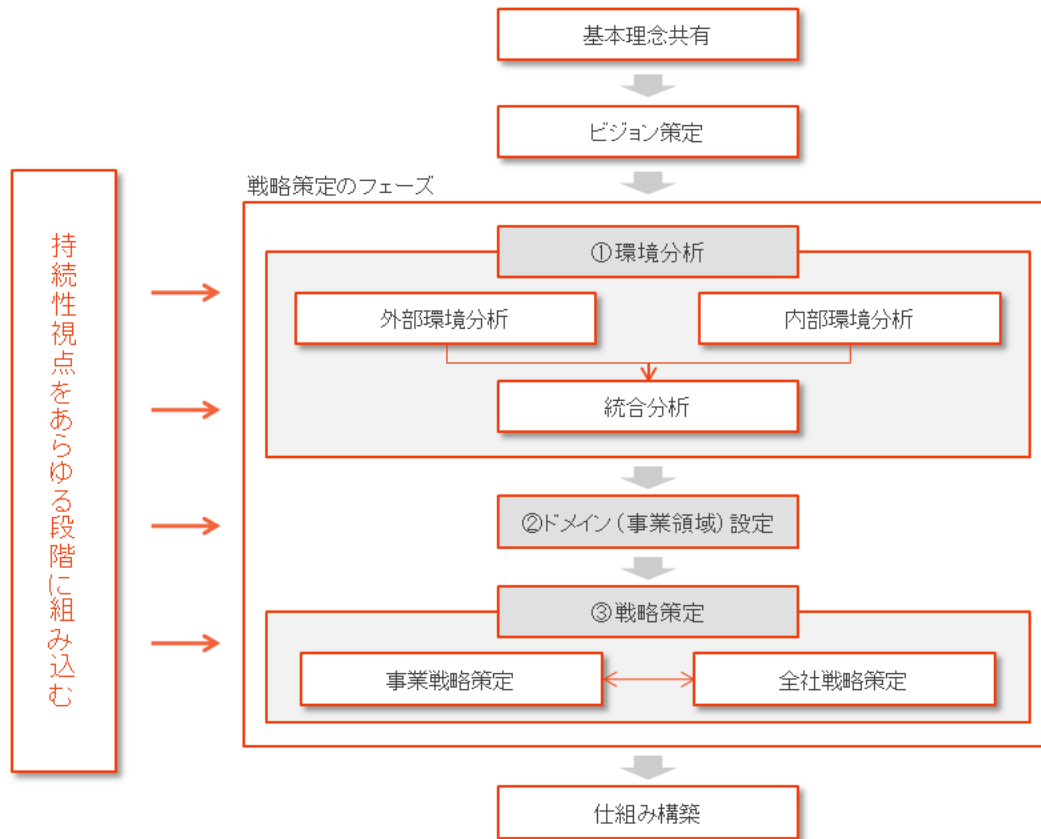 基本理念共有
ビジョン策定
戦略策定のフェーズ
持続性視点をあらゆる段階に組み込む
①環境分析
外部環境分析
内部環境分析
統合分析
②ドメイン(事業領域)設定
③戦略策定
事業戦略策定
全社戦略策定
仕組み構築